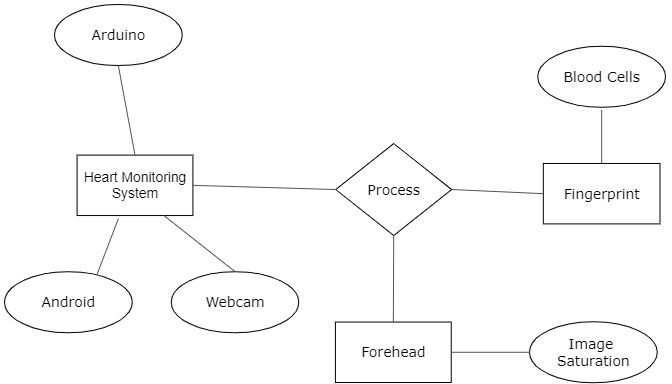 Arduino
Blood Cells
Heart Monitoring
System
Process
Fingerprint
Android
Webcam
Forehead
Image
Saturation